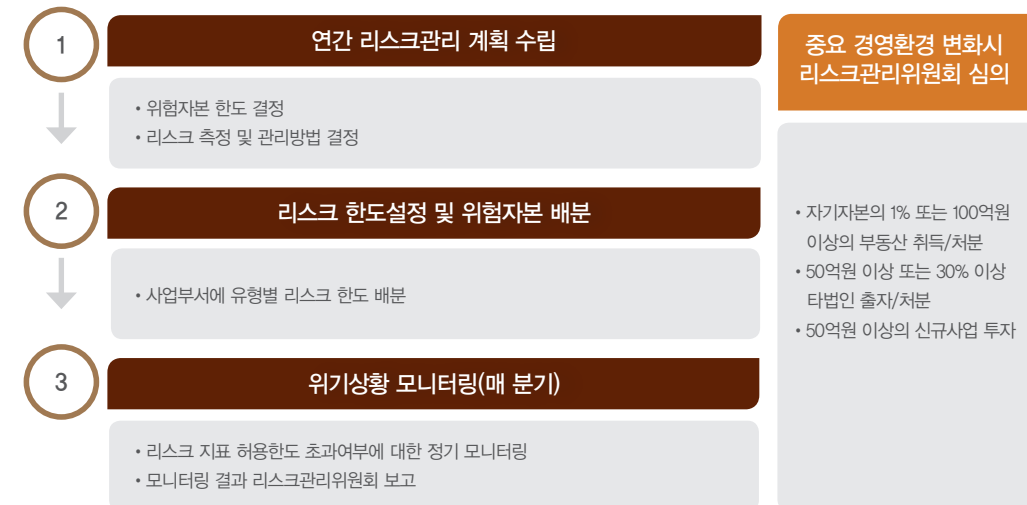 1
연간 리스크관리 계획 수립
• 위험자본 한도 결정
• 리스크 측정 및 관리방법 결정
2
리스크 한도설정 및 위험자본 배분
• 사업부서에 유형별 리스크 한도 배분
3
위기상황 모니터링(매 분기)
• 리스크 지표 허용한도 초과여부에 대한 정기 모니터링
• 모니터링 결과 리스크관리위원회 보고
중요 경영환경 변화시
리스크관리위원회 심의
• 자기자본의 1% 또는 100억원
이상의 부동산 취득/처분
• 50억원 이상 또는 30% 이상
타법인 출자/처분
• 50억원 이상의 신규사업 투자